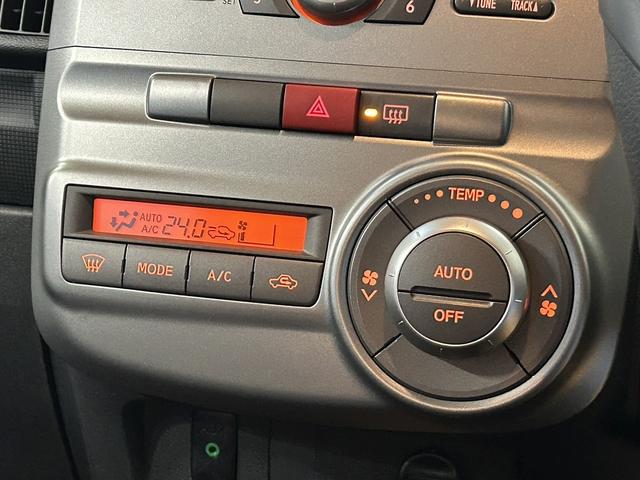 SET
6
∨TUNE
TRACK∧
TEMP
AUTO
A/C
24.0
MODE
A/C
AUTO
OFF